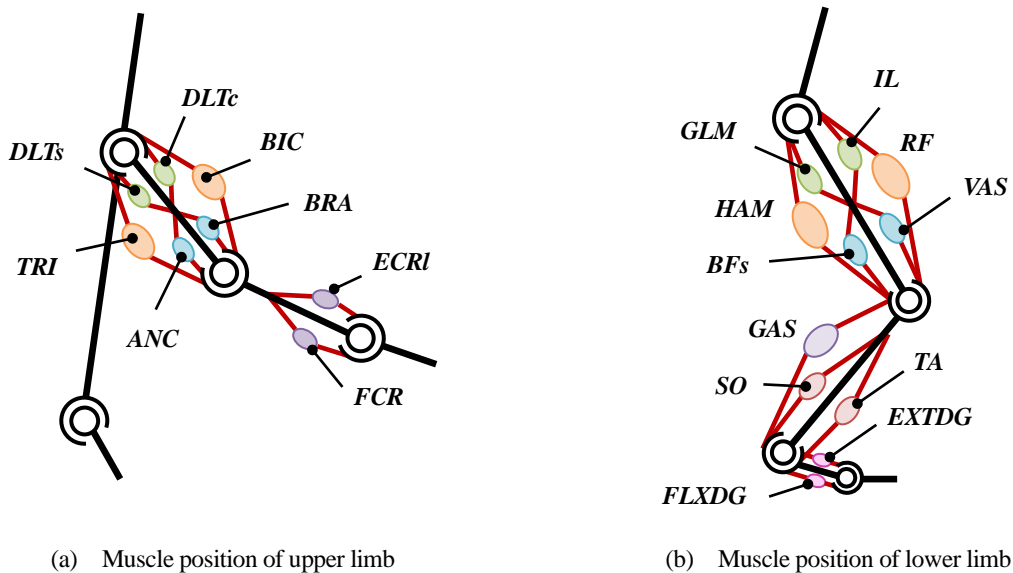 DLTc
DLTs
BIC
BRA
TRI
ECRl
ANC
FCR
(a) Muscle position of upper limb
IL
GLM
RF
VAS
HAM
BFs
GAS
TA
SO
EXTDG
FLXDG
(b) Muscle position of lower limb